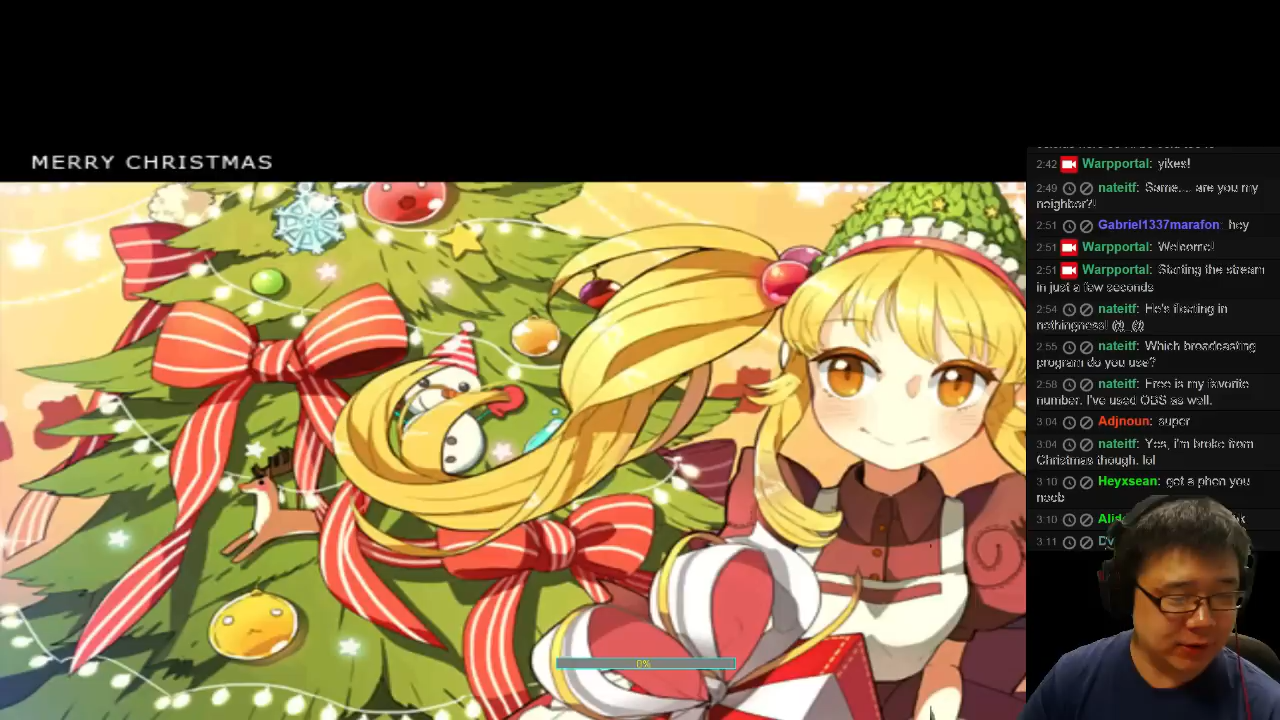 MERRY CHRISTMAS
2:42 Warpportal: yikes!
2:49 nateitf: Same... are you my
neighbor?!
2:51 Gabriel1337marafon: hey
2:51 Warpportal: Welcome!
2:51 Warpportal: Starting the stream
in just a few seconds
2:54 nateitf: He's floating in
nothingness! @_@
2:55 nateitf: Which broadcasting
program do you use?
2:58 nateitf: Free is my favorite
number. I've used OBS as well.
3:04 Adjnoun: super
3:04 nateitf: Yes, i'm broke from
Christmas though. lol
3:10 Heyxsean: get a phen you
noob
3:10 Alid
3:11 Dy
0%